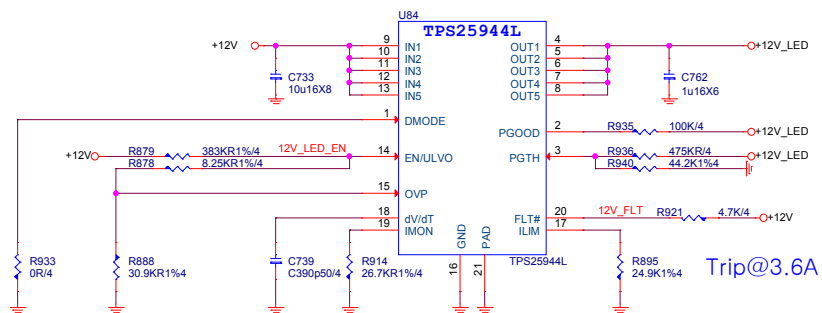 U84
TPS25944L
+12V
9
IN1
10
IN2
11
IN3
12
IN4
13
IN5
C733
10u16X8
4
OUT1
5
OUT2
6
OUT3
7
OUT4
8
OUT5
+12V_LED
C762
1u16X6
1
DMODE
PGOOD
2
R935
100K/4
+12V_LED
+12V
R879
383KR1%/4
12V_LED_EN
14
EN/ULVO
R878
8.25KR1%/4
PGTH
3
R936
475KR/4
+12V_LED
R940
44.2K1%4
15
OVP
18
dV/dT
19
IMON
FLT#
20
12V_FLT
R921
4.7K/4
+12V
ILIM
17
GND
PAD
16
21
TPS25944L
R933
0R/4
R888
30.9KR1%4
C739
C390p50/4
R914
26.7KR1%/4
R895
24.9K1%4
Trip@3.6A